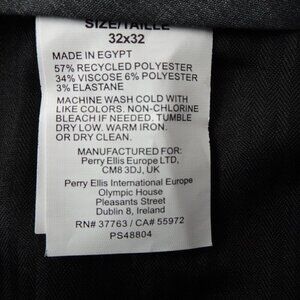 SIZE/TAILLE
32x32
MADE IN EGYPT
57% RECYCLED POLYESTER
34% VISCOSE 6% POLYESTER
3% ELASTANE
MACHINE WASH COLD WITH
LIKE COLORS. NON-CHLORINE
BLEACH IF NEEDED. TUMBLE
DRY LOW. WARM IRON.
OR DRY CLEAN.
MANUFACTURED FOR:
Perry Ellis Europe LTD,
CM8 3DJ, UK
Perry Ellis International Europe
Olympic House
Pleasants Street
Dublin 8, Ireland
RN# 37763 / CA# 55972
PS48804